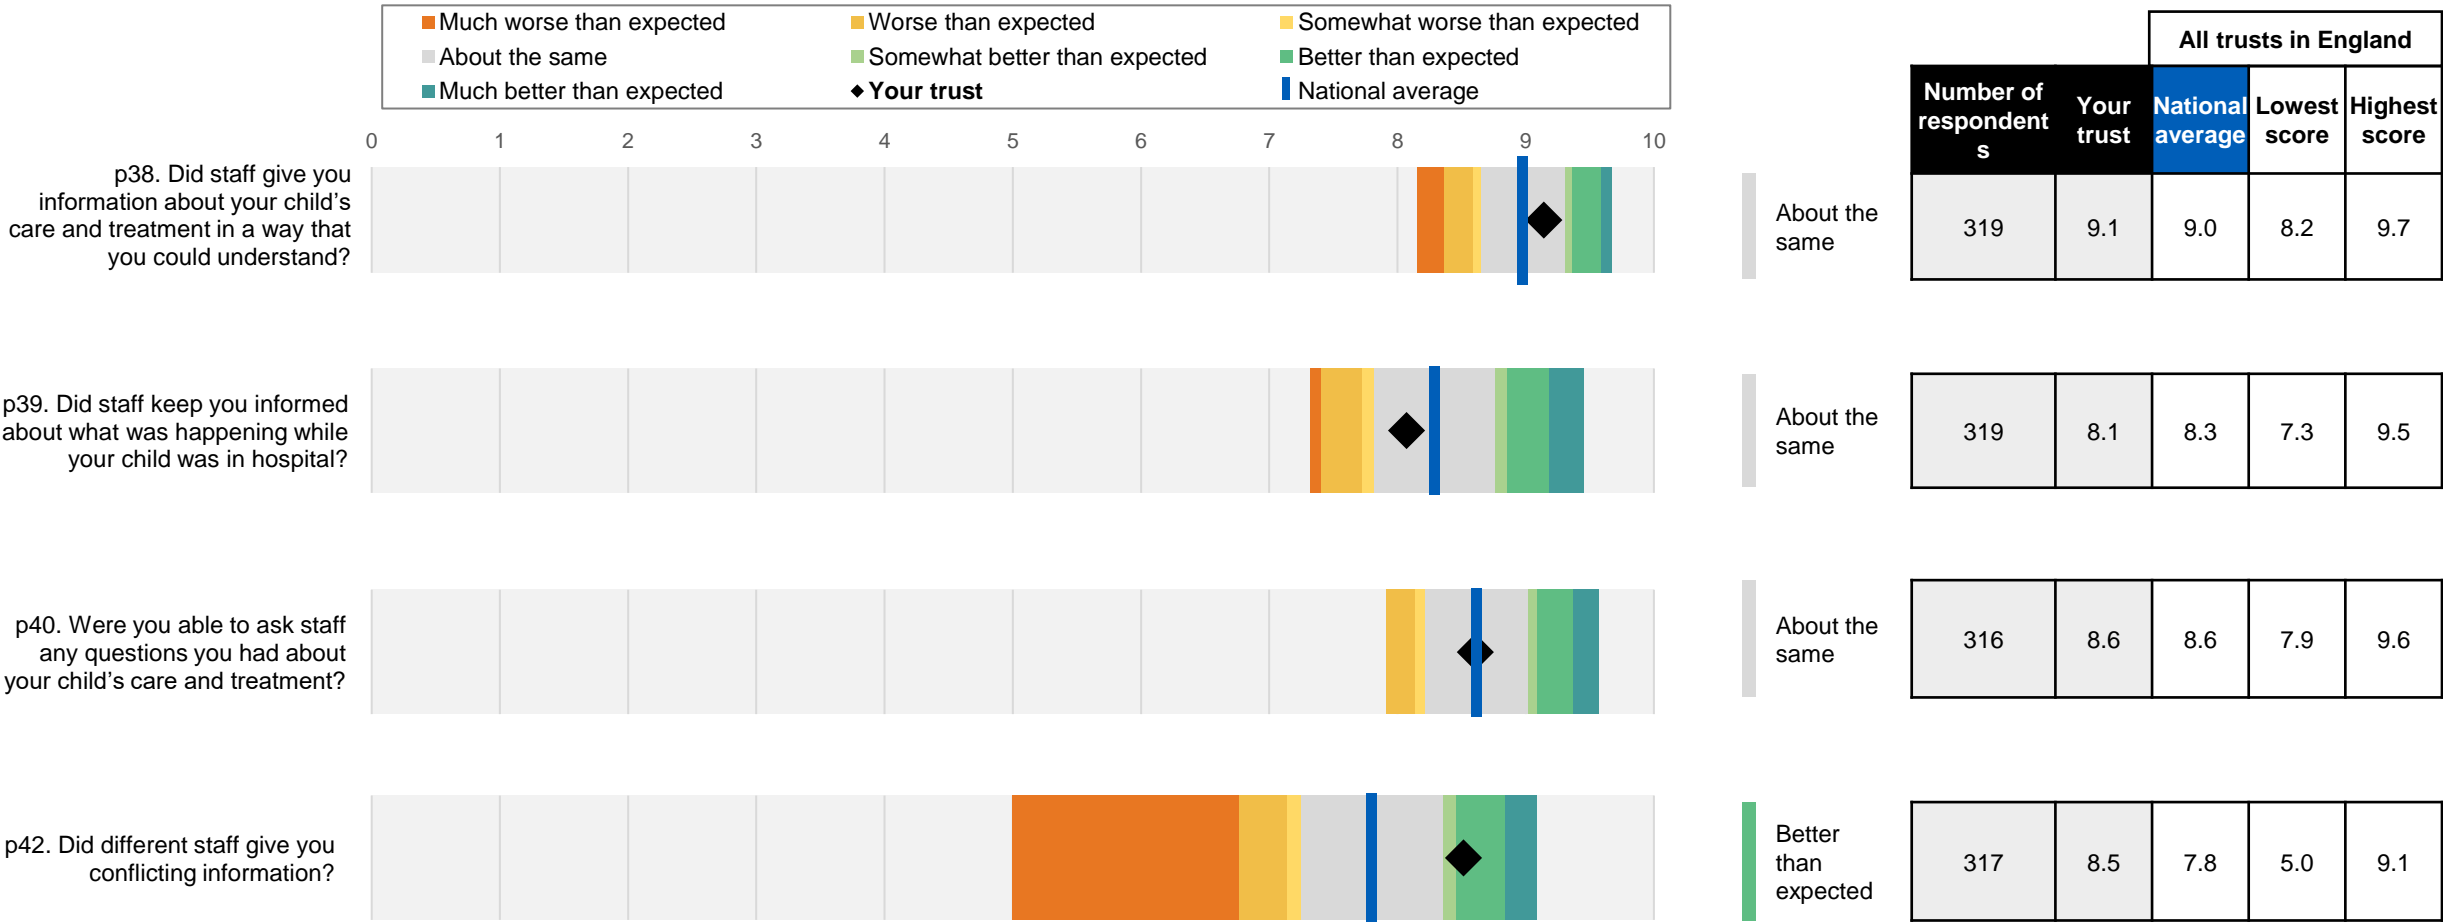 Much worse than expected
Worse than expected
Somewhat worse than expected
About the same
Somewhat better than expected
Better than expected
Much better than expected
Your trust
National average
All trusts in England
Number of
respondent
s
Your
trust
National
average
Lowest
score
Highest
score
0 1 2 3 4 5 6 7 8 9 10
p38. Did staff give you
information about your child’s
care and treatment in a way that
you could understand?
About the
same
319 9.1 9.0 8.2 9.7
p39. Did staff keep you informed
about what was happening while
your child was in hospital?
About the
same
319 8.1 8.3 7.3 9.5
p40. Were you able to ask staff
any questions you had about
your child’s care and treatment?
About the
same
316 8.6 8.6 7.9 9.6
p42. Did different staff give you
conflicting information?
Better
than
expected
317 8.5 7.8 5.0 9.1